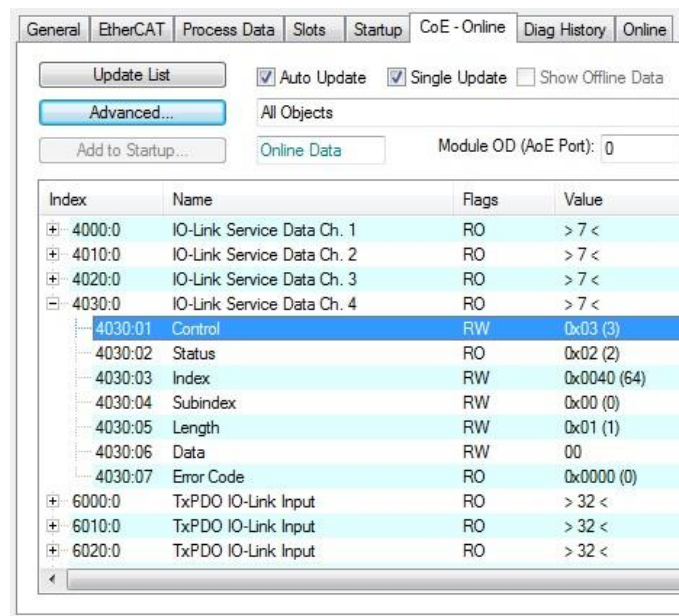 General EtherCAT Process Data Slots Startup CoE - Online Diag History Online
Update List Auto Update Single Update Show Offline Data
Advanced... All Objects
Add to Startup... Online Data Module OD (AoE Port): 0
Index Name Flags Value
4000:0 IO-Link Service Data Ch. 1 RO > 7 <
4010:0 IO-Link Service Data Ch. 2 RO > 7 <
4020:0 IO-Link Service Data Ch. 3 RO > 7 <
4030:0 IO-Link Service Data Ch. 4 RO > 7 <
4030:01 Control RW 0x03 (3)
4030:02 Status RO 0x02 (2)
4030:03 Index RW 0x0040 (64)
4030:04 Subindex RW 0x00 (0)
4030:05 Length RW 0x01 (1)
4030:06 Data RW 00
4030:07 Error Code RO 0x0000 (0)
6000:0 TxPDO IO-Link Input RO > 32 <
6010:0 TxPDO IO-Link Input RO > 32 <
6020:0 TxPDO IO-Link Input RO > 32 <